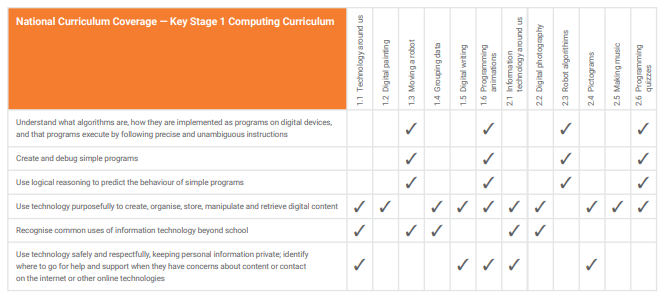 National Curriculum Coverage — Key Stage 1 Computing Curriculum
1.1 Technology around us
1.2 Digital painting
1.3 Moving a robot
1.4 Grouping data
1.5 Digital writing
1.6 Programming
animations
2.1 Information
technology around us
2.2 Digital photography
2.3 Robot algorithims
2.4 Pictograms
2.5 Making music
2.6 Programming
quizzes
Understand what algorithms are, how they are implemented as programs on digital devices,
and that programs execute by following precise and unambiguous instructions
✓ ✓ ✓ ✓
Create and debug simple programs
✓ ✓ ✓ ✓
Use logical reasoning to predict the behaviour of simple programs
✓ ✓ ✓ ✓
Use technology purposefully to create, organise, store, manipulate and retrieve digital content
✓ ✓ ✓ ✓ ✓ ✓ ✓ ✓ ✓ ✓
Recognise common uses of information technology beyond school
✓ ✓ ✓ ✓ ✓
Use technology safely and respectfully, keeping personal information private; identify
where to go for help and support when they have concerns about content or contact
on the internet or other online technologies
✓ ✓ ✓ ✓ ✓